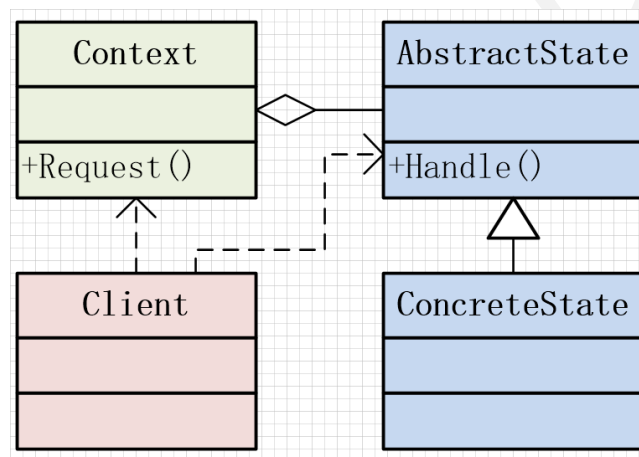 Context
AbstractState
+Request()
+Handle()
Client
ConcreteState